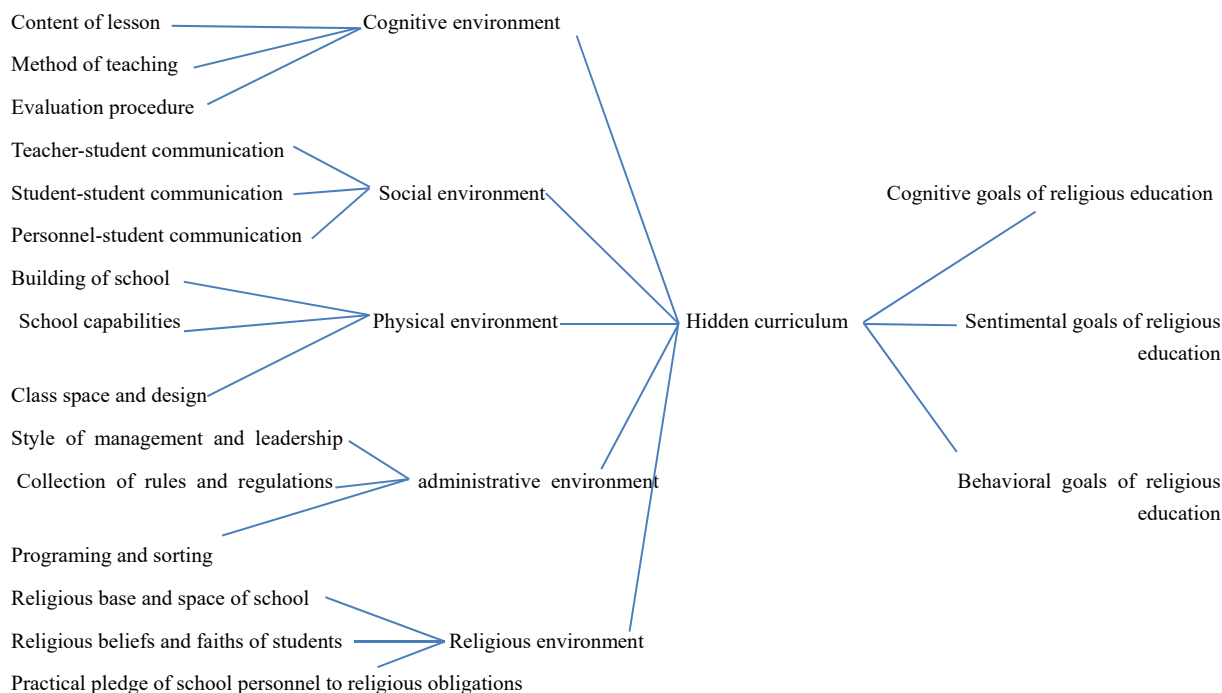 Content of lesson
Cognitive environment
Method of teaching
Evaluation procedure
Teacher-student communication
Student-student communication
Social environment
Cognitive goals of religious education
Personnel-student communication
Building of school
School capabilities
Physical environment
Hidden curriculum
Sentimental goals of religious
education
Class space and design
Style of management and leadership
Collection of rules and regulations
administrative environment
Behavioral goals of religious
education
Programing and sorting
Religious base and space of school
Religious beliefs and faiths of students
Religious environment
Practical pledge of school personnel to religious obligations